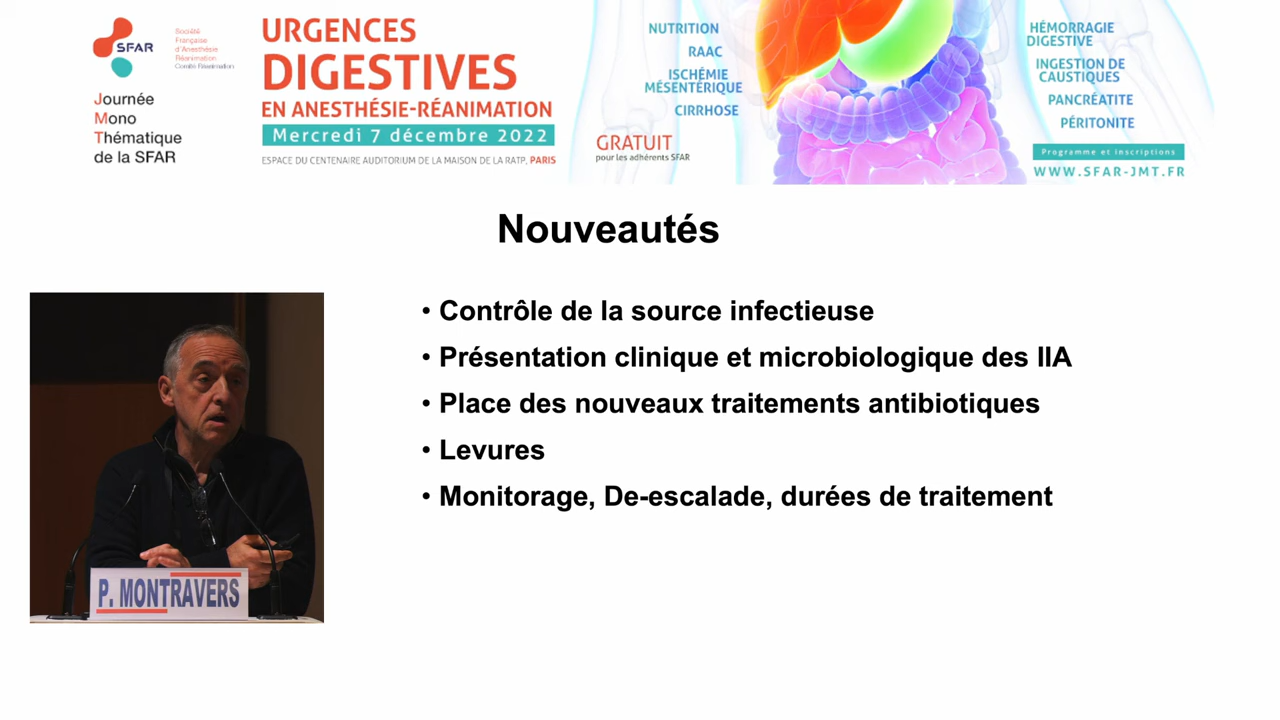 SFAR
Société
Française
d'Anesthésie
Réanimation
Comité Réanimation
Journée
Mono
Thématique
de la SFAR
URGENCES
DIGESTIVES
EN ANESTHÉSIE-RÉANIMATION
Mercredi 7 décembre 2022
ESPACE DU CENTENAIRE AUDITORIUM DE LA MAISON DE LA RATP, PARIS
NUTRITION
RAAC
ISCHÉMIE
MÉSENTÉRIQUE
CIRRHOSE
GRATUIT
pour les adhérents SFAR
HÉMORRAGIE
DIGESTIVE
INGESTION DE
CAUSTIQUES
PANCRÉATITE
PÉRITONITE
Programme et inscriptions
WWW.SFAR-JMT.FR
Nouveautés
• Contrôle de la source infectieuse
• Présentation clinique et microbiologique des IIA
• Place des nouveaux traitements antibiotiques
• Levures
• Monitorage, De-escalade, durées de traitement
P. MONTRAVERS